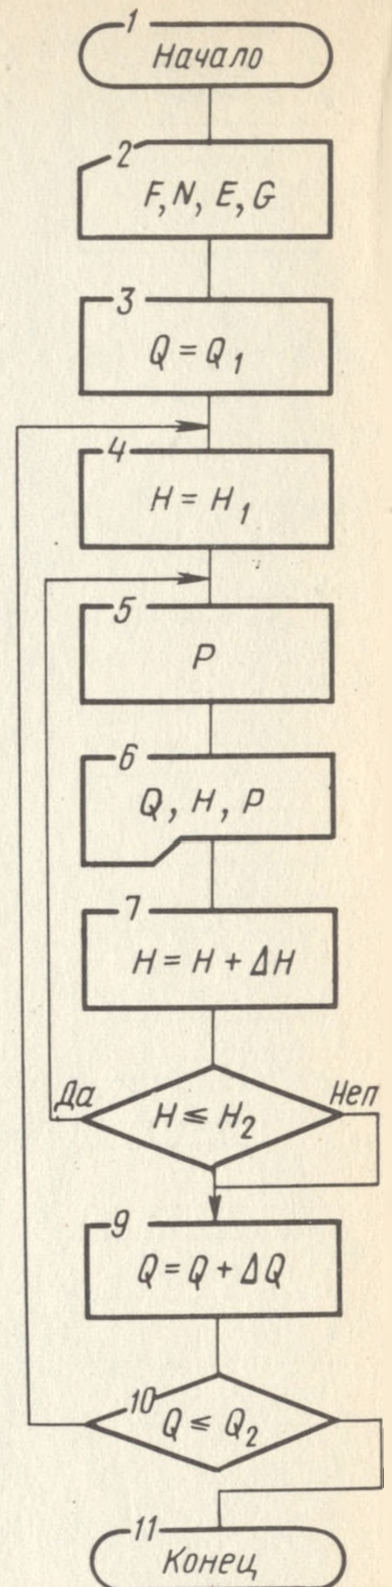 1
Начало
2
F, N, E, G
3
Q = Q₁
4
H = H₁
5
P
6
Q, H, P
7
H = H + ΔH
Да
H ≤ H₂
Неп
9
Q = Q + ΔQ
10
Q ≤ Q₂
11
Конец